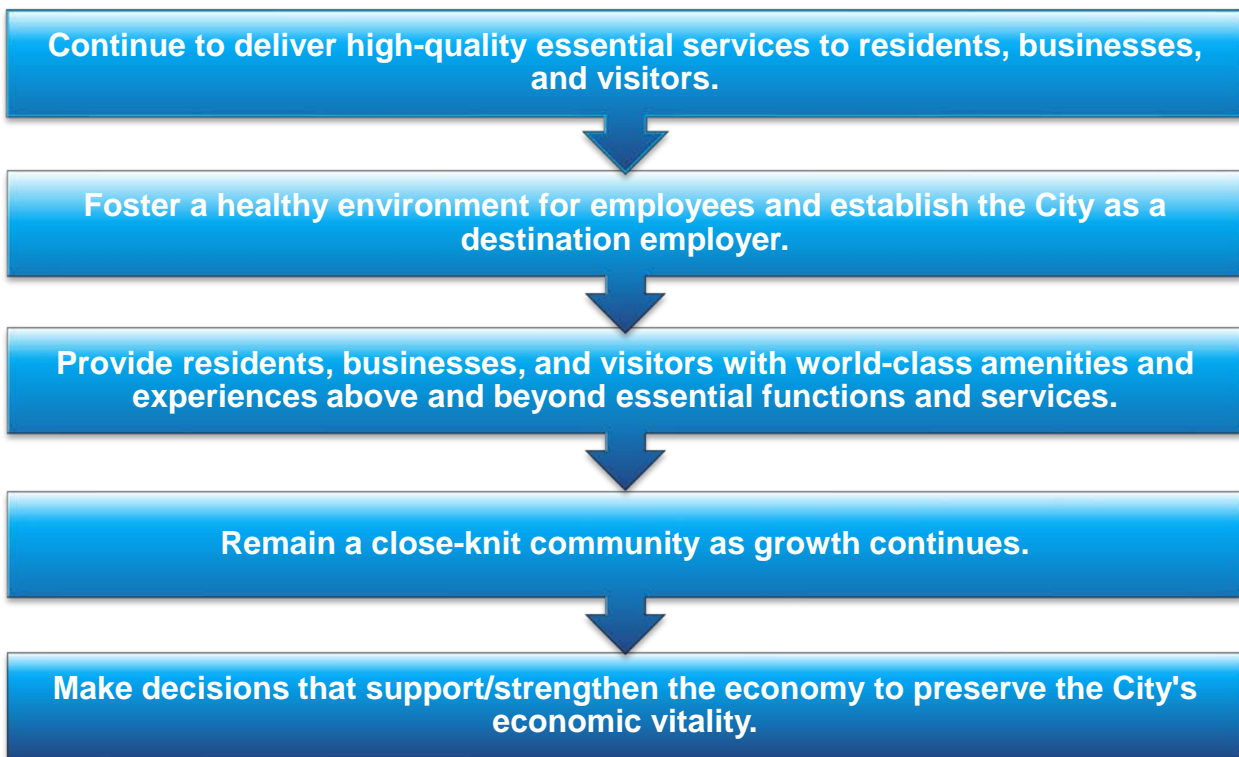 Continue to deliver high-quality essential services to residents, businesses,
and visitors.
Foster a healthy environment for employees and establish the City as a
destination employer.
Provide residents, businesses, and visitors with world-class amenities and
experiences above and beyond essential functions and services.
Remain a close-knit community as growth continues.
Make decisions that support/strengthen the economy to preserve the City's
economic vitality.